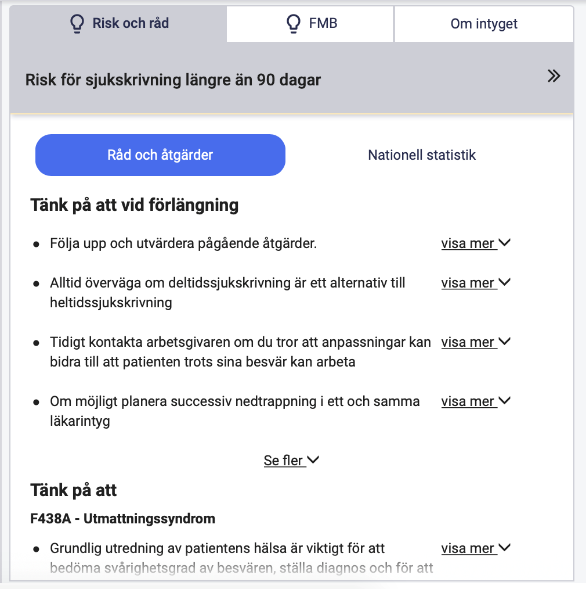 Risk och råd
FMB
Om intyget
Risk för sjukskrivning längre än 90 dagar
Råd och åtgärder
Nationell statistik
Tänk på att vid förlängning
• Följa upp och utvärdera pågående åtgärder. visa mer
• Alltid överväga om deltidssjukskrivning är ett alternativ till visa mer
heltidssjukskrivning
• Tidigt kontakta arbetsgivaren om du tror att anpassningar kan visa mer
bidra till att patienten trots sina besvär kan arbeta
• Om möjligt planera successiv nedtrappning i ett och samma visa mer
läkarintyg
Se fler
Tänk på att
F438A - Utmattningssyndrom
• Grundlig utredning av patientens hälsa är viktigt för att visa mer
bedöma svårighetsgrad av besvären, ställa diagnos och för att